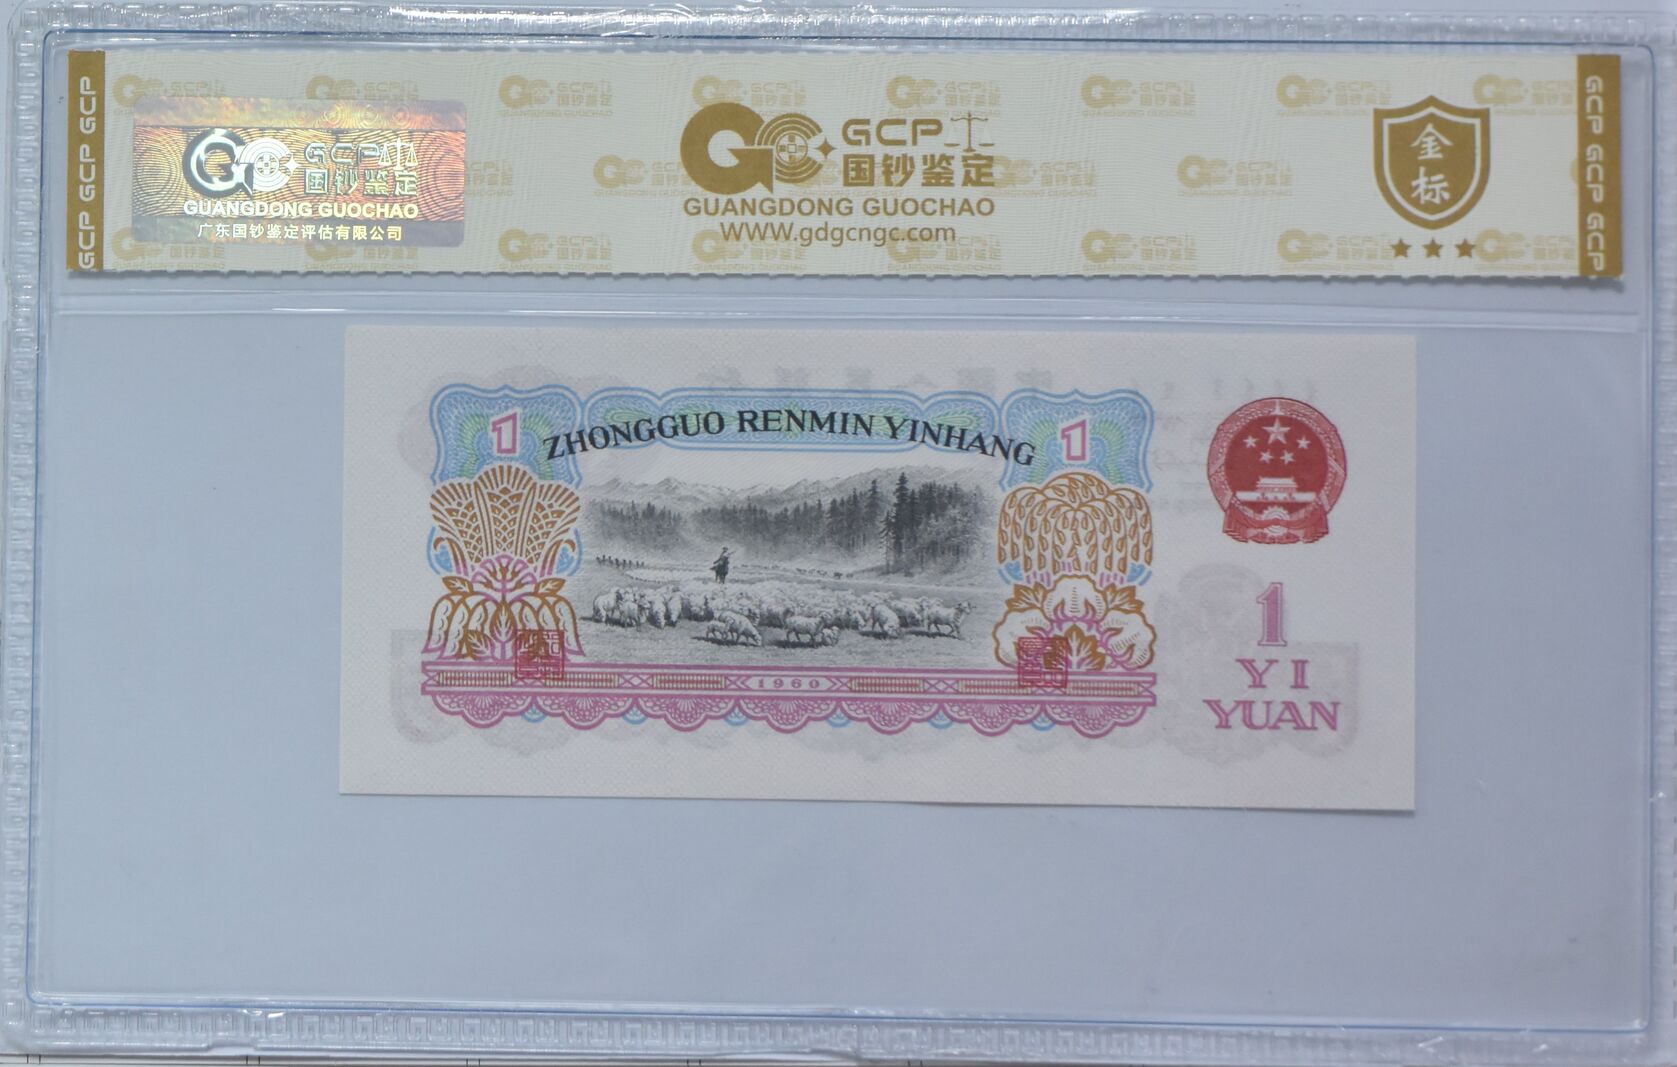 GCP GCP GCP
GCP
国钞鉴定
GUANGDONG GUOCHAO
广东国钞鉴定评估有限公司
GCP
国钞鉴定
GUANGDONG GUOCHAO
WWW.gdgcngc.com
金标
GCP GCP GCP
1
ZHONGGUO RENMIN YINHANG
1
1960
1
YI
YUAN